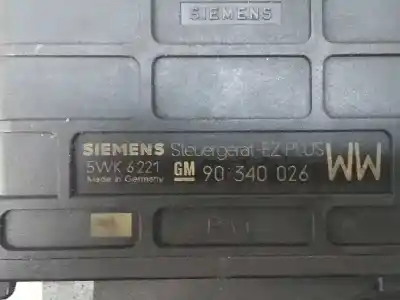 SIEMENS
SIEMENS Steuergerät-EZ PLUS
5WK 6221 GM 90 340 026 WW
Made in Germany